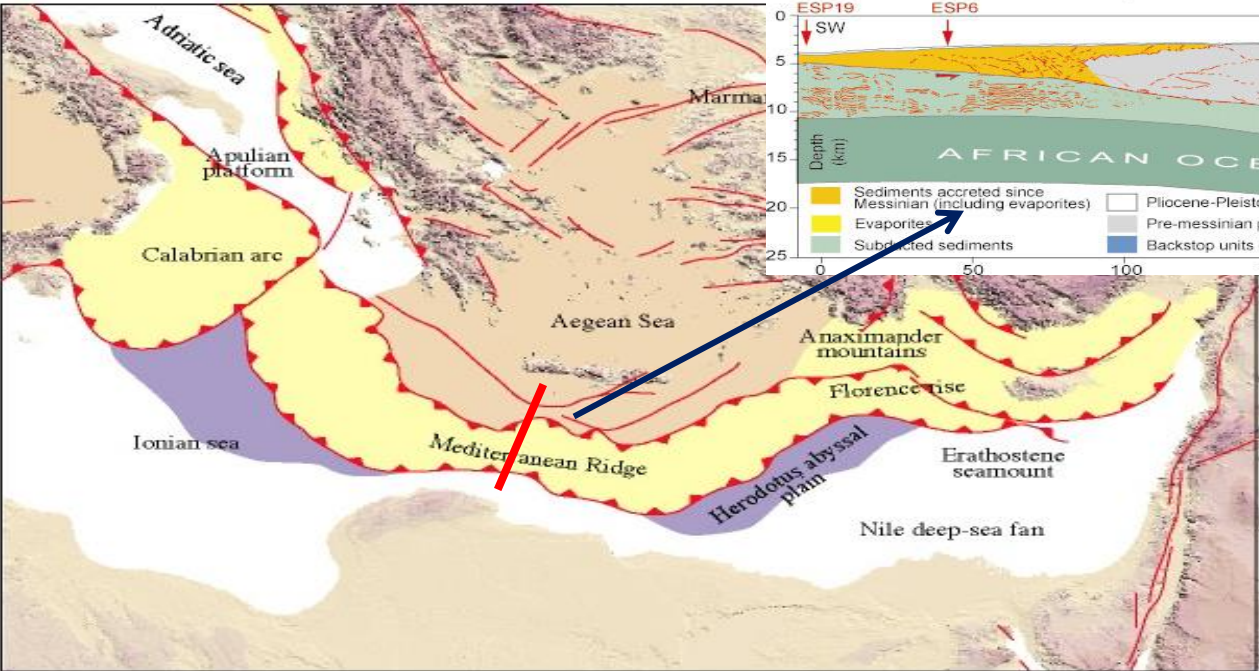 Adriatic sea
Apulian
platform
Calabrian arc
Ionian sea
Aegean Sea
Mediterranean Ridge
Anaximander
mountains
Florence rise
Herodotus abyssal
plain
Erathostene
seamount
Nile deep-sea fan
Marma
ESP19
ESP6
SW
0
5
10
15
20
25
Depth
(km)
AFRICAN OCE
Sediments accreted since
Messinian (including evaporites)
Evaporites
Subducted sediments
Pliocene-Pleisto
Pre-messinian
Backstop units
0
50
100